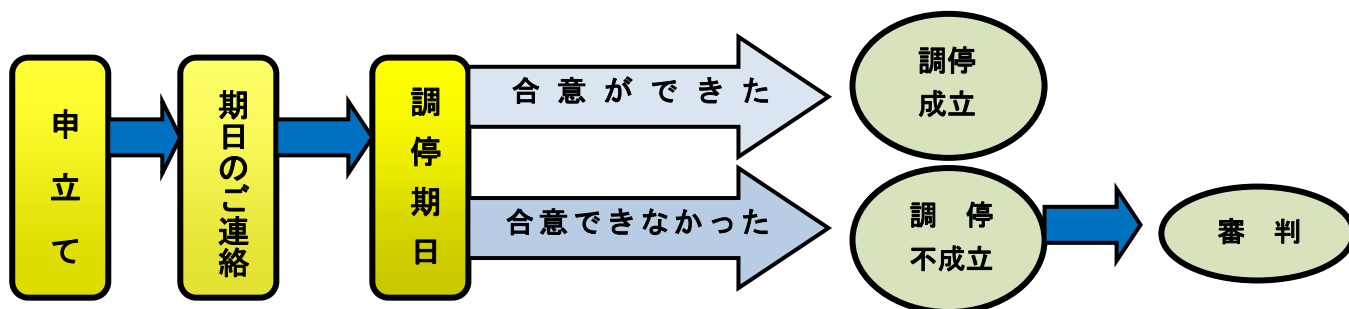 申立て
期日のご連絡
調停期日
合意ができた
調停
成立
合意できなかった
調　停
不成立
審　判